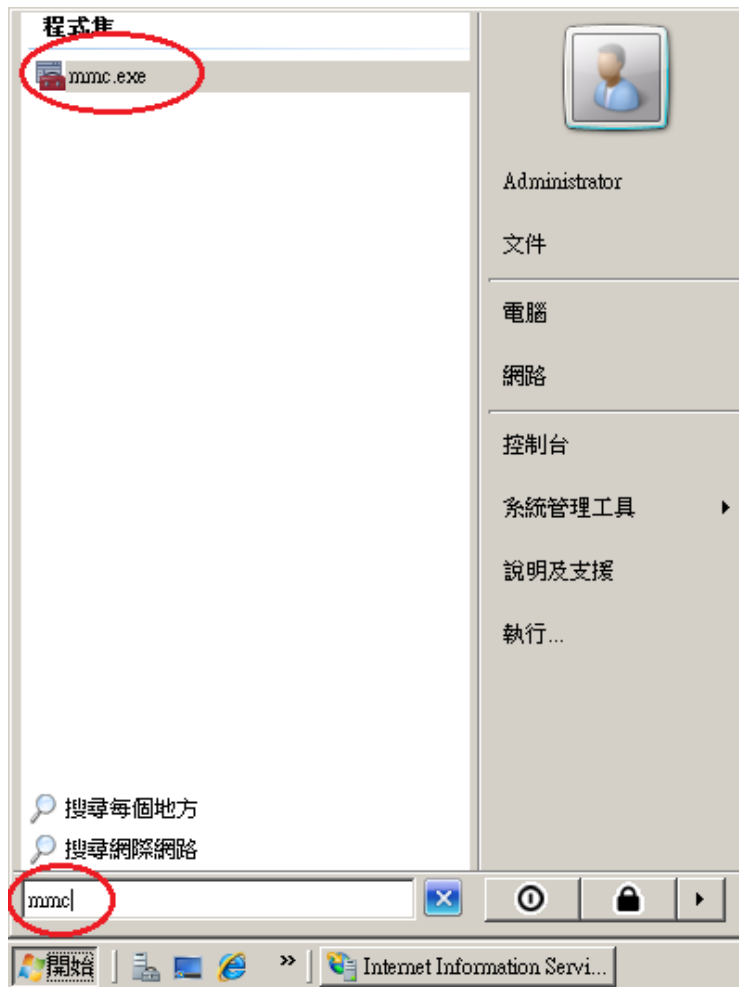 程式集
mmc.exe
Administrator
文件
電腦
網路
控制台
系統管理工具
說明及支援
執行...
搜尋每個地方
搜尋網際網路
mmc
開始
»
Internet Information Servi...